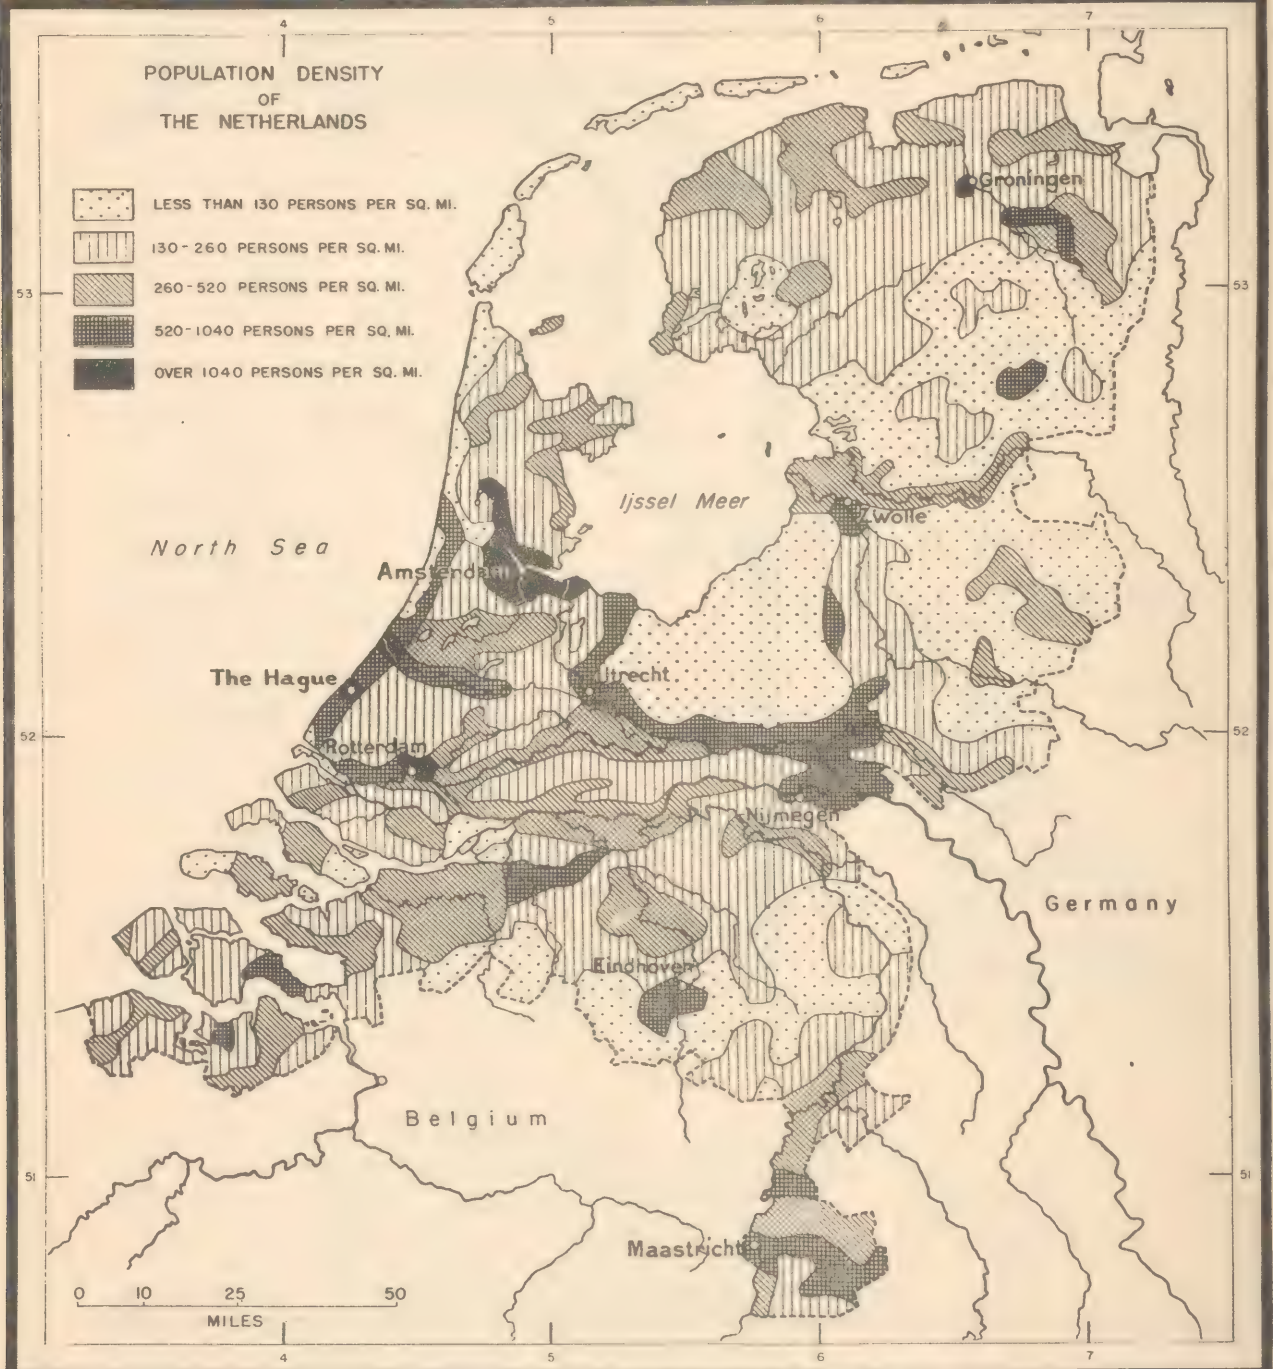 4 5 6 7
POPULATION DENSITY
OF
THE NETHERLANDS
LESS THAN 130 PERSONS PER SQ. MI.
130-260 PERSONS PER SQ. MI.
260-520 PERSONS PER SQ. MI.
520-1040 PERSONS PER SQ. MI.
OVER 1040 PERSONS PER SQ. MI.
Groningen
53 53
Ijssel Meer
Zwolle
North Sea
Amsterdam
The Hague
Utrecht
52 52
Rotterdam
Nijmegen
Germany
Eindhoven
Belgium
51 51
Maastricht
0 10 25 50
MILES
4 5 6 7